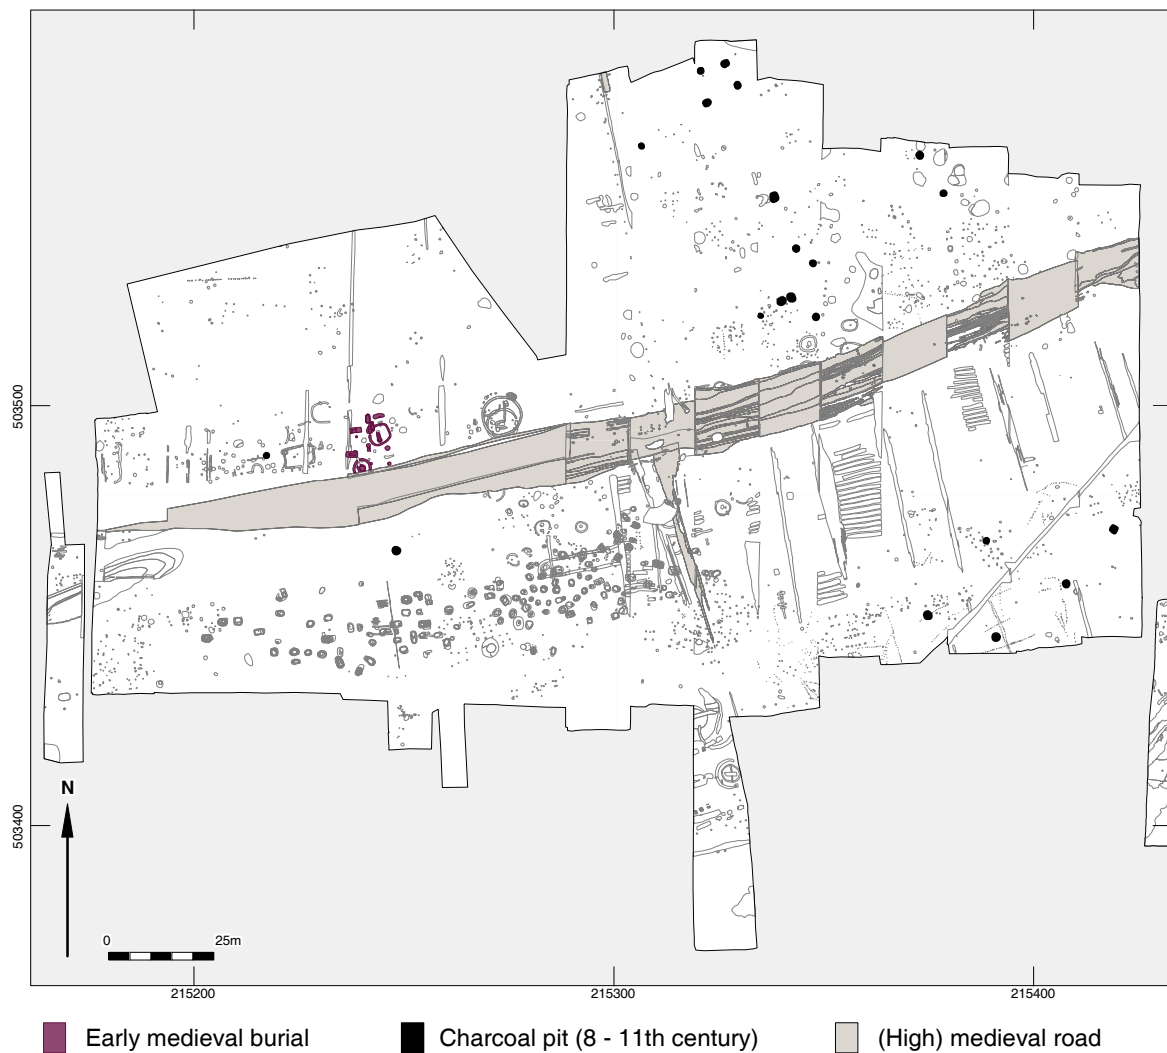 503500
503400
N
0 25m
215200 215300 215400
Early medieval burial Charcoal pit (8 - 11th century) (High) medieval road